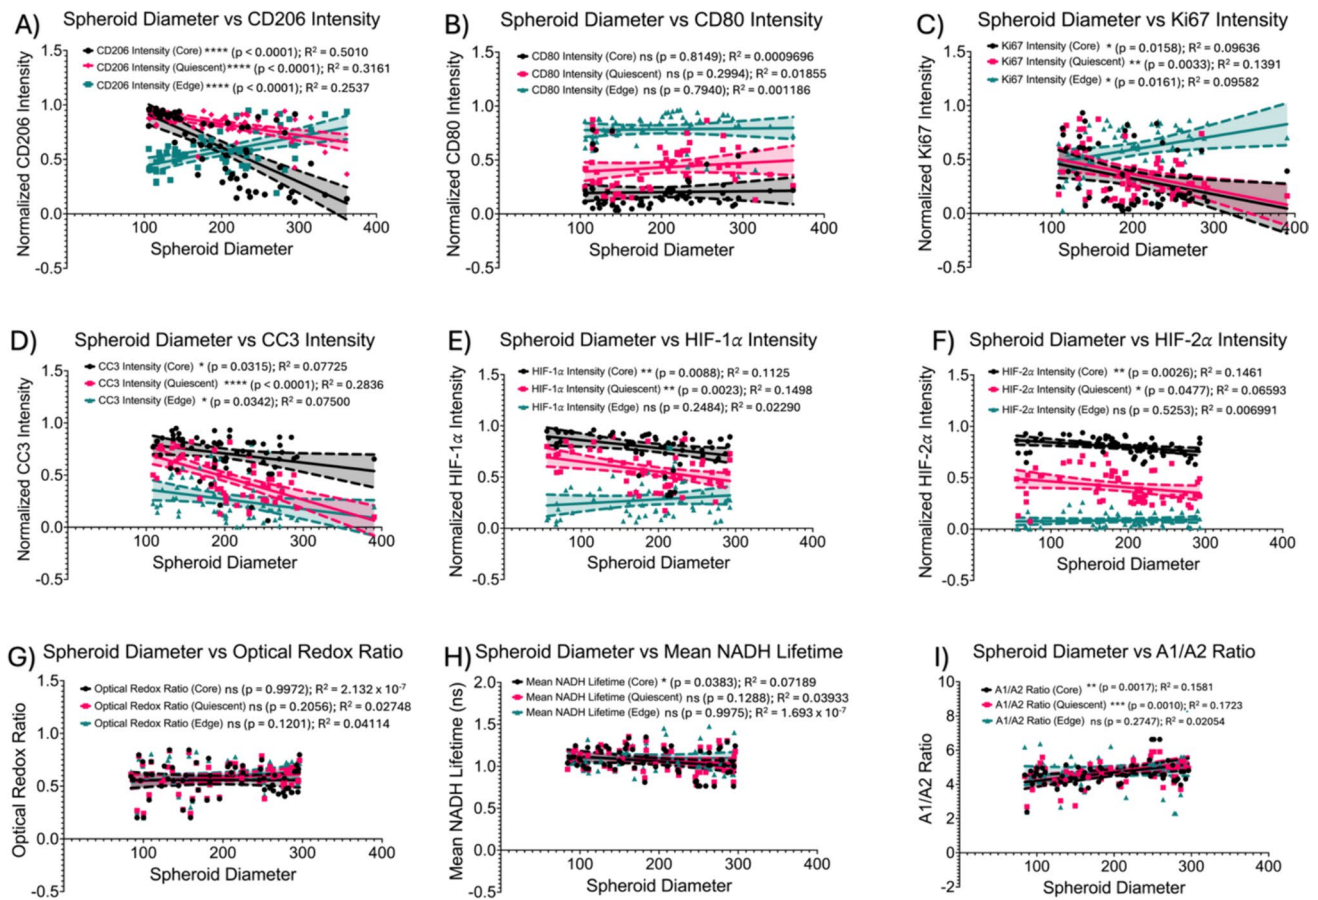 A)
Spheroid Diameter vs CD206 Intensity
CD206 Intensity (Core) **** (p < 0.0001); R² = 0.5010
CD206 Intensity (Quiescent) **** (p < 0.0001); R² = 0.3161
CD206 Intensity (Edge) **** (p < 0.0001); R² = 0.2537
Normalized CD206 Intensity
1.5
1.0
0.5
0.0
-0.5
100 200 300 400
Spheroid Diameter
B)
Spheroid Diameter vs CD80 Intensity
CD80 Intensity (Core) ns (p = 0.8149); R² = 0.0009696
CD80 Intensity (Quiescent) ns (p = 0.2994); R² = 0.01855
CD80 Intensity (Edge) ns (p = 0.7940); R² = 0.001186
Normalized CD80 Intensity
1.5
1.0
0.5
0.0
-0.5
100 200 300 400
Spheroid Diameter
C)
Spheroid Diameter vs Ki67 Intensity
Ki67 Intensity (Core) * (p = 0.0158); R² = 0.09636
Ki67 Intensity (Quiescent) ** (p = 0.0033); R² = 0.1391
Ki67 Intensity (Edge) * (p = 0.0161); R² = 0.09582
Normalized Ki67 Intensity
1.5
1.0
0.5
0.0
-0.5
100 200 300 400
Spheroid Diameter
D)
Spheroid Diameter vs CC3 Intensity
CC3 Intensity (Core) * (p = 0.0315); R² = 0.07725
CC3 Intensity (Quiescent) **** (p < 0.0001); R² = 0.2836
CC3 Intensity (Edge) * (p = 0.0342); R² = 0.07500
Normalized CC3 Intensity
1.5
1.0
0.5
0.0
-0.5
100 200 300 400
Spheroid Diameter
E)
Spheroid Diameter vs HIF-1α Intensity
HIF-1α Intensity (Core) ** (p = 0.0088); R² = 0.1125
HIF-1α Intensity (Quiescent) ** (p = 0.0023); R² = 0.1498
HIF-1α Intensity (Edge) ns (p = 0.2484); R² = 0.02290
Normalized HIF-1α Intensity
1.5
1.0
0.5
0.0
-0.5
100 200 300 400
Spheroid Diameter
F)
Spheroid Diameter vs HIF-2α Intensity
HIF-2α Intensity (Core) ** (p = 0.0026); R² = 0.1461
HIF-2α Intensity (Quiescent) * (p = 0.0477); R² = 0.06593
HIF-2α Intensity (Edge) ns (p = 0.5253); R² = 0.006991
Normalized HIF-2α Intensity
1.5
1.0
0.5
0.0
-0.5
100 200 300 400
Spheroid Diameter
G)
Spheroid Diameter vs Optical Redox Ratio
Optical Redox Ratio (Core) ns (p = 0.9972); R² = 2.132 x 10⁻⁷
Optical Redox Ratio (Quiescent) ns (p = 0.2056); R² = 0.02748
Optical Redox Ratio (Edge) ns (p = 0.1201); R² = 0.04114
Optical Redox Ratio
1.5
1.0
0.5
0.0
-0.5
100 200 300 400
Spheroid Diameter
H)
Spheroid Diameter vs Mean NADH Lifetime
Mean NADH Lifetime (Core) * (p = 0.0383); R² = 0.07189
Mean NADH Lifetime (Quiescent) ns (p = 0.1288); R² = 0.03933
Mean NADH Lifetime (Edge) ns (p = 0.9975); R² = 1.693 x 10⁻⁷
Mean NADH Lifetime (ns)
2.0
1.5
1.0
0.5
0.0
-0.5
100 200 300 400
Spheroid Diameter
I)
Spheroid Diameter vs A1/A2 Ratio
A1/A2 Ratio (Core) ** (p = 0.0017); R² = 0.1581
A1/A2 Ratio (Quiescent) *** (p = 0.0010); R² = 0.1723
A1/A2 Ratio (Edge) ns (p = 0.2747); R² = 0.02054
A1/A2 Ratio
10
8
6
4
2
0
-2
100 200 300 400
Spheroid Diameter